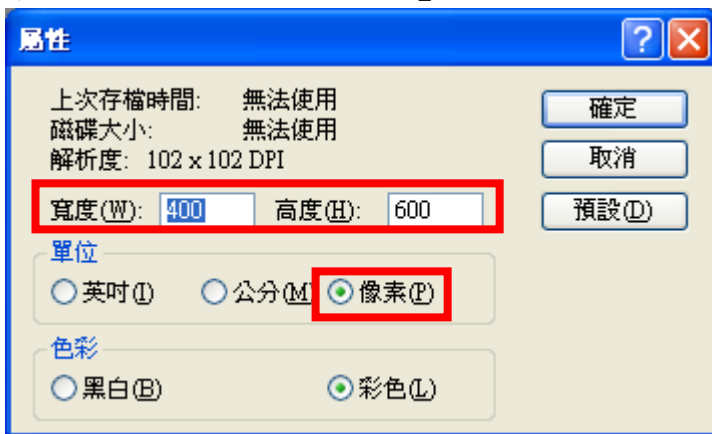 屬性
上次存檔時間: 無法使用
磁碟大小: 無法使用
解析度: 102 x 102 DPI
確定
取消
預設(D)
寬度(W): 400 高度(H): 600
單位
英吋(I) 公分(M) 像素(P)
色彩
黑白(B) 彩色(L)